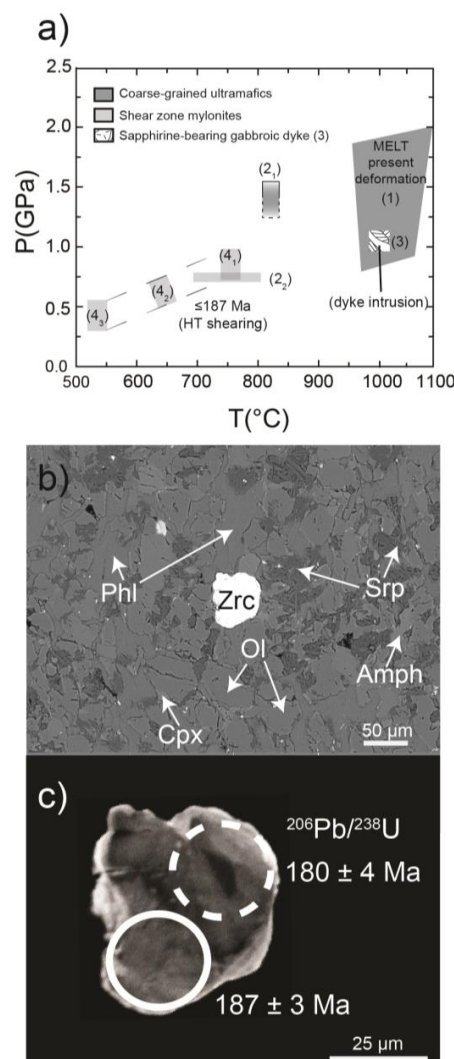 a)
2.5
2.0
1.5
1.0
0.5
0.0
P(GPa)
Coarse-grained ultramafics
Shear zone mylonites
Sapphirine-bearing gabbroic dyke (3)
MELT
present
deformation
(1)
(2₁)
(3)
(dyke intrusion)
(4₁)
(2₂)
(4₂)
(4₃)
≤187 Ma
(HT shearing)
500
600
700
800
900
1000
1100
T(°C)
b)
Phl
Zrc
Srp
Ol
Amph
Cpx
50 µm
c)
²⁰⁶Pb/²³⁸U
180 ± 4 Ma
187 ± 3 Ma
25 µm